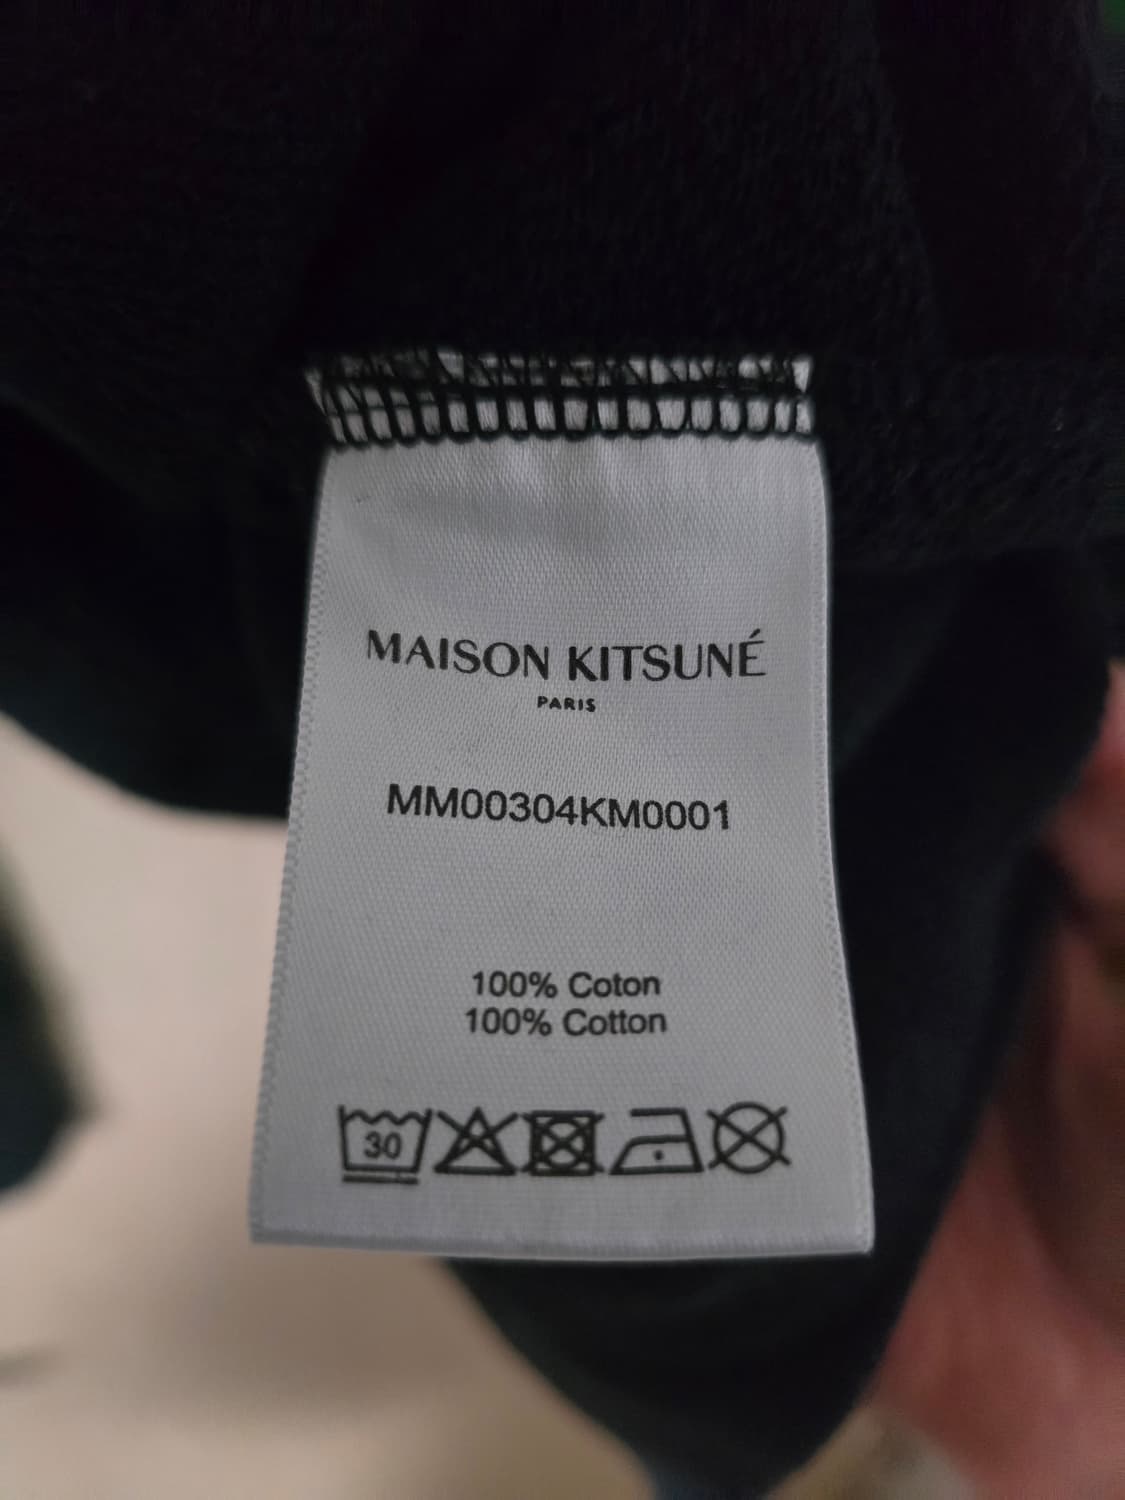 MAISON KITSUNÉ
PARIS
MM00304KM0001
100% Coton
100% Cotton
30